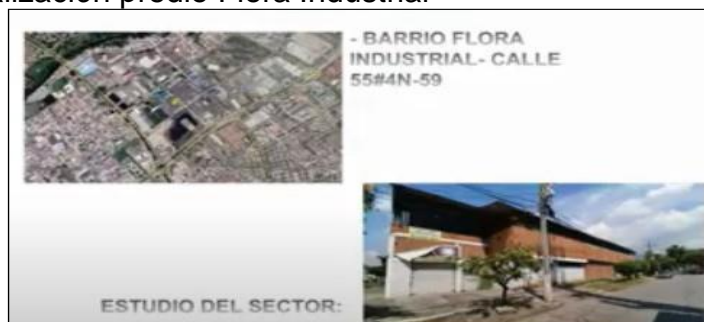 - BARRIO FLORA
INDUSTRIAL- CALLE
55#4N-59
ESTUDIO DEL SECTOR: